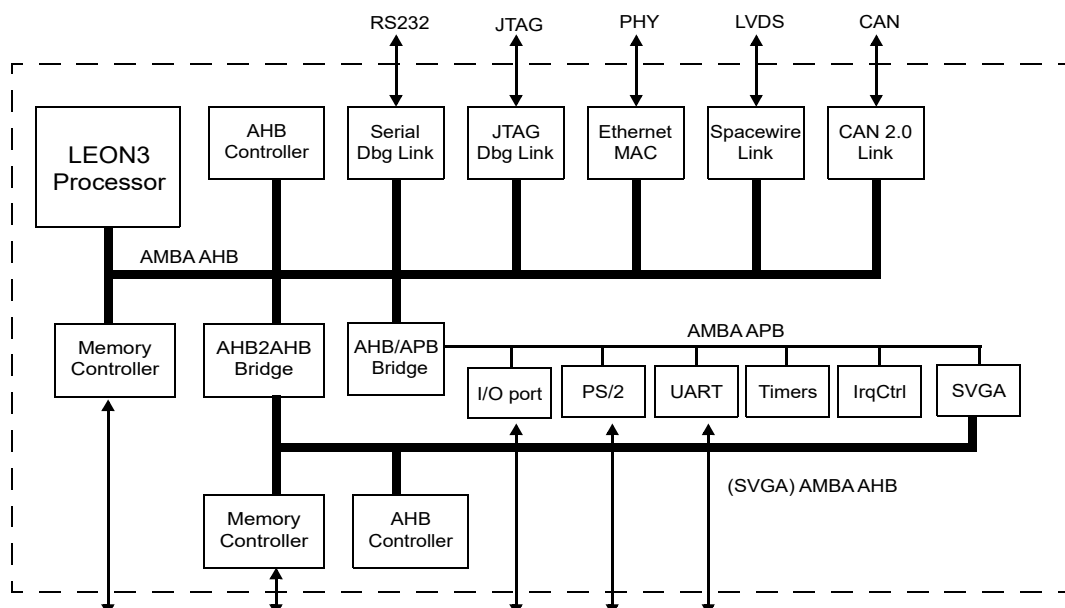 RS232
JTAG
PHY
LVDS
CAN
LEON3
Processor
AHB
Controller
Serial
Dbg Link
JTAG
Dbg Link
Ethernet
MAC
Spacewire
Link
CAN 2.0
Link
AMBA AHB
Memory
Controller
AHB2AHB
Bridge
AHB/APB
Bridge
AMBA APB
I/O port
PS/2
UART
Timers
IrqCtrl
SVGA
(SVGA) AMBA AHB
Memory
Controller
AHB
Controller